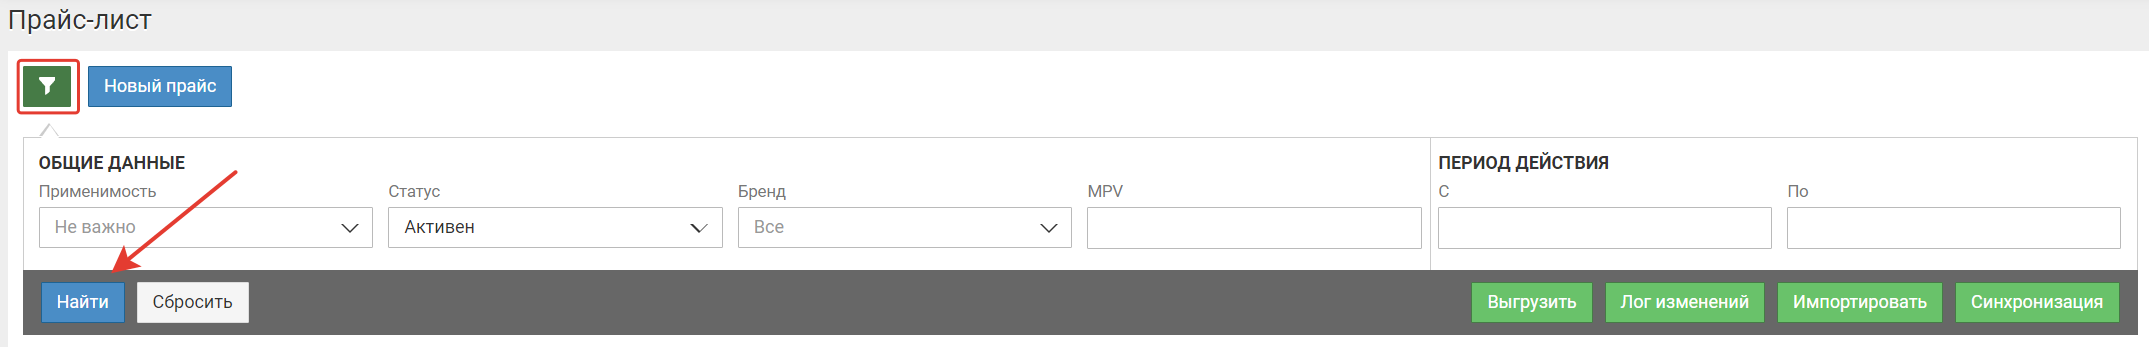 Прайс-лист
Новый прайс
ОБЩИЕ ДАННЫЕ
ПЕРИОД ДЕЙСТВИЯ
Применимость
Статус
Бренд
MPV
С
По
Не важно
Активен
Все
Найти
Сбросить
Выгрузить
Лог изменений
Импортировать
Синхронизация